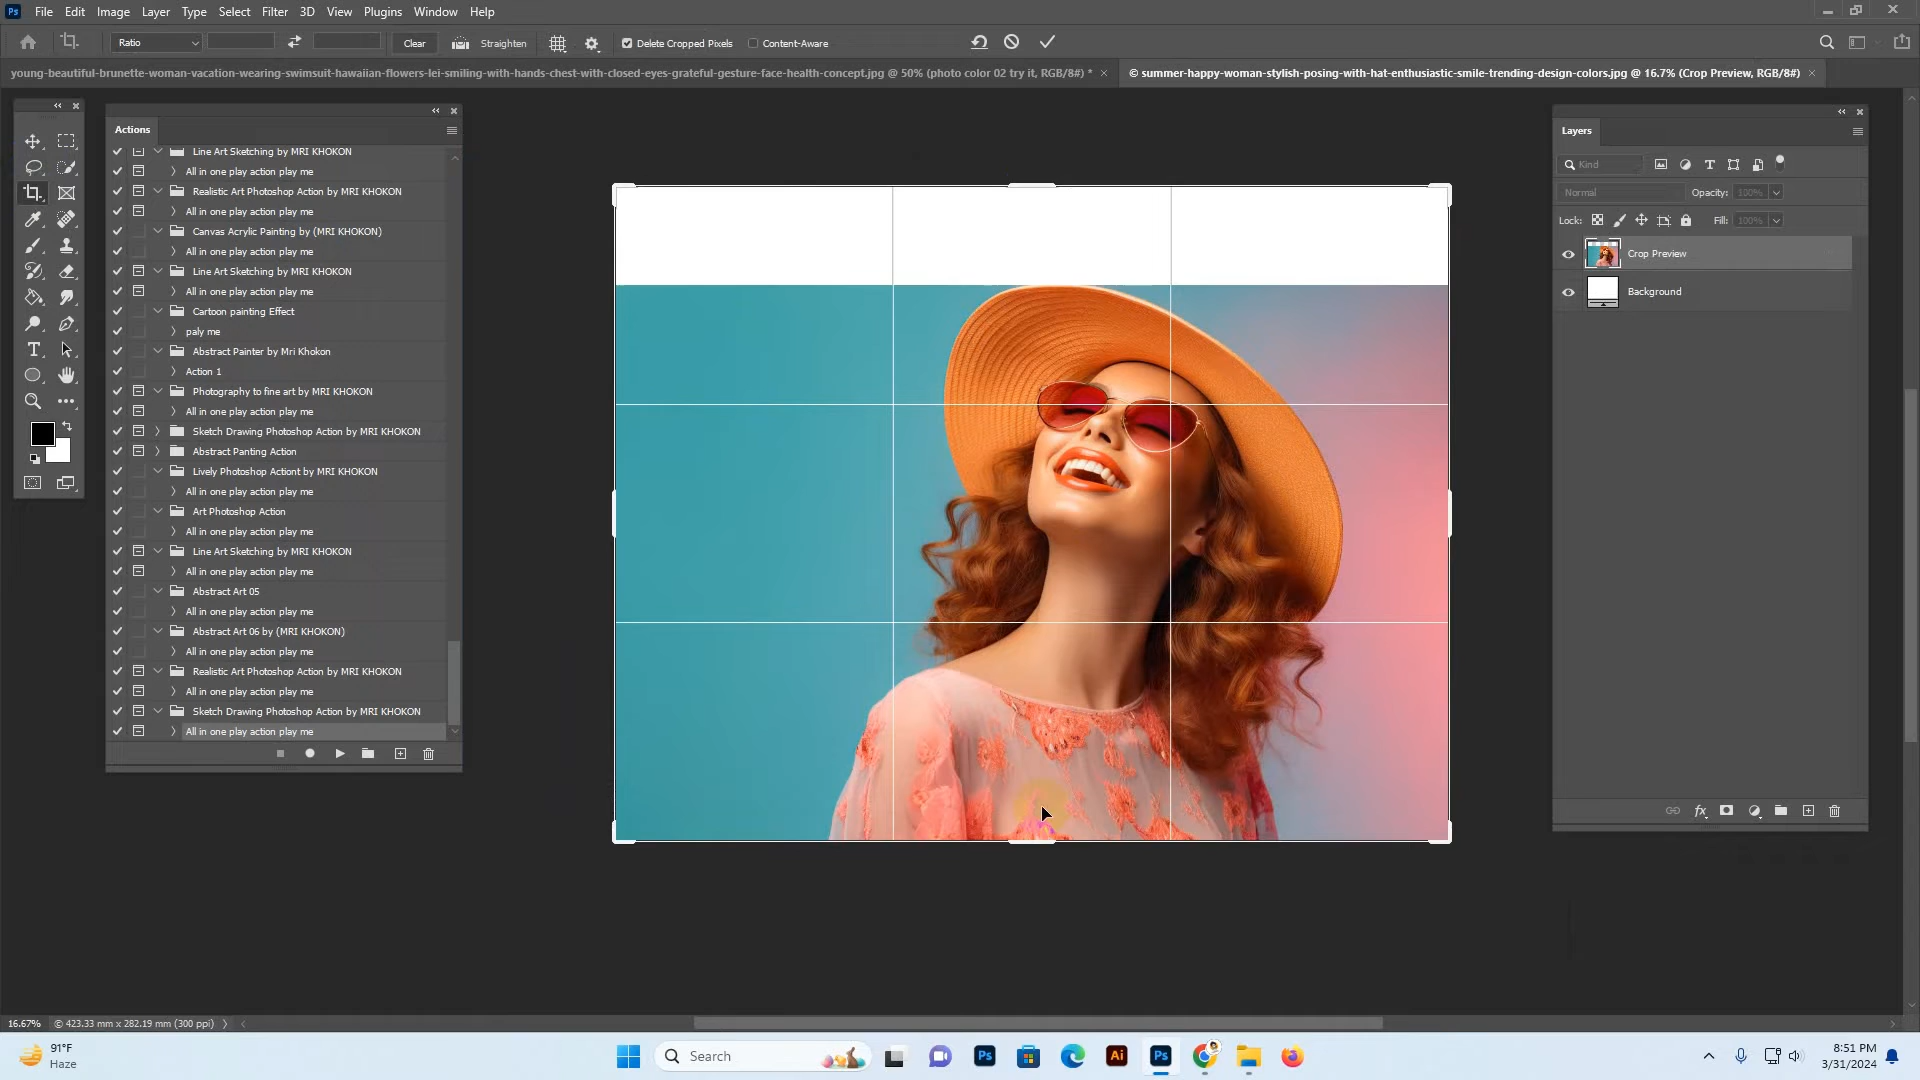 File Edit Image Layer Type Select Filter 3D View Plugins Window Help
Ratio Clear Straighten Delete Cropped Pixels Content-Aware
young-beautiful-brunette-woman-vacation-wearing-swimsuit-hawaiian-flowers-lei-smiling-with-hands-chest-with-closed-eyes-grateful-gesture-face-health-concept.jpg @ 50% (photo color 02 try it, RGB/8#) *
© summer-happy-woman-stylish-posing-with-hat-enthusiastic-smile-trending-design-colors.jpg @ 16.7% (Crop Preview, RGB/8#)
Actions
Line Art Sketching by MRI KHOKON
All in one play action play me
Realistic Art Photoshop Action by MRI KHOKON
All in one play action play me
Canvas Acrylic Painting by (MRI KHOKON)
All in one play action play me
Line Art Sketching by MRI KHOKON
All in one play action play me
Cartoon painting Effect
paly me
Abstract Painter by Mri Khokon
Action 1
Photography to fine art by MRI KHOKON
All in one play action play me
Sketch Drawing Photoshop Action by MRI KHOKON
Abstract Panting Action
Lively Photoshop Actiont by MRI KHOKON
All in one play action play me
Art Photoshop Action
All in one play action play me
Line Art Sketching by MRI KHOKON
All in one play action play me
Abstract Art 05
All in one play action play me
Abstract Art 06 by (MRI KHOKON)
All in one play action play me
Realistic Art Photoshop Action by MRI KHOKON
All in one play action play me
Sketch Drawing Photoshop Action by MRI KHOKON
All in one play action play me
Layers
Kind
Normal Opacity: 100%
Lock: Fill: 100%
Crop Preview
Background
16.67% © 423.33 mm x 282.19 mm (300 ppi)
91°F
Haze
Search
8:51 PM
3/31/2024